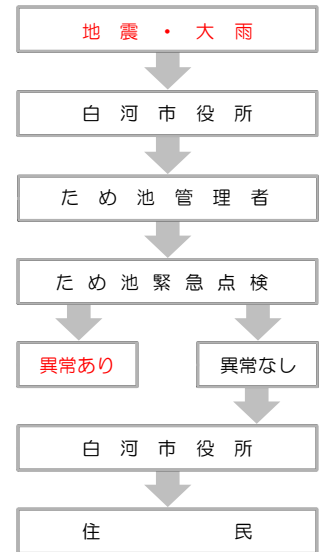 地震・大雨
白河市役所
ため池管理者
ため池緊急点検
異常あり 異常なし
白河市役所
住民